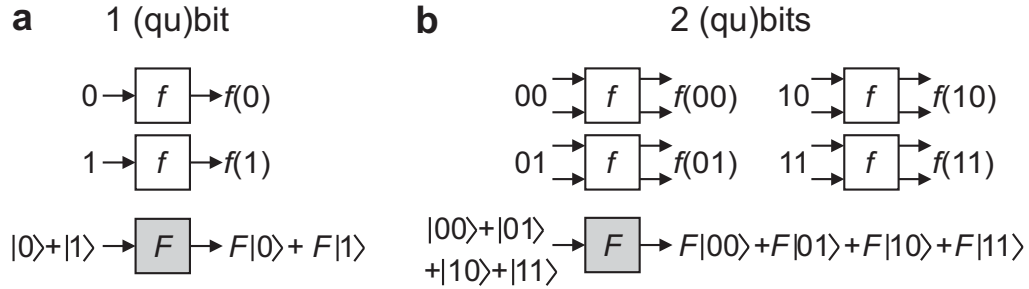 a 1 (qu)bit
0 f f(0)
1 f f(1)
|0⟩+|1⟩ F F|0⟩ + F|1⟩
b 2 (qu)bits
00 f f(00) 10 f f(10)
01 f f(01) 11 f f(11)
|00⟩+|01⟩
+|10⟩+|11⟩ F F|00⟩+F|01⟩+F|10⟩+F|11⟩